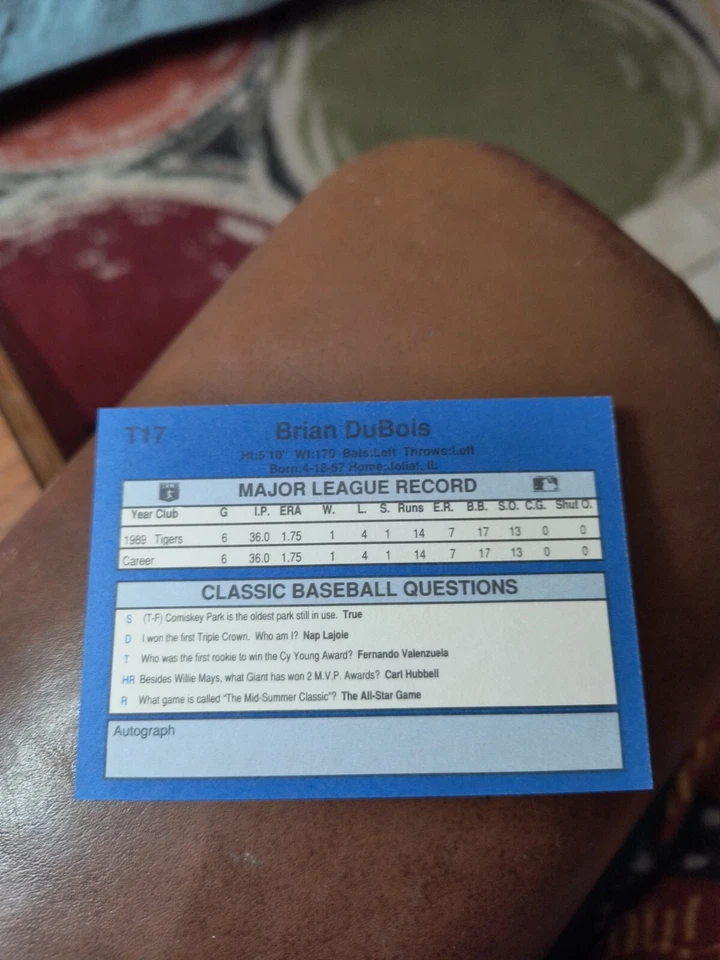 T17
Brian DuBois
Ht:5'10" Wt:170 Bats:Left Throws:Left
Born:4-18-67 Home:Joliet, IL
MAJOR LEAGUE RECORD
Year Club G I.P. ERA W. L. S. Runs E.R. B.B. S.O. C.G. Shut O.
1989 Tigers 6 36.0 1.75 1 4 1 14 7 17 13 0 0
Career 6 36.0 1.75 1 4 1 14 7 17 13 0 0
CLASSIC BASEBALL QUESTIONS
S (T-F) Comiskey Park is the oldest park still in use. True
D I won the first Triple Crown. Who am I? Nap Lajoie
T Who was the first rookie to win the Cy Young Award? Fernando Valenzuela
HR Besides Willie Mays, what Giant has won 2 M.V.P. Awards? Carl Hubbell
R What game is called "The Mid-Summer Classic"? The All-Star Game
Autograph